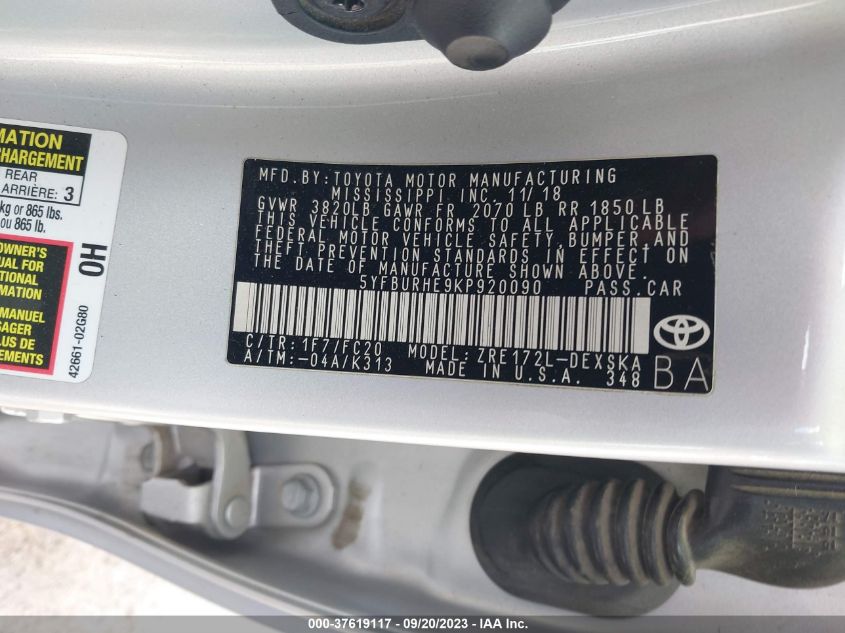 MATION
CHARGEMENT
REAR
ARRIÈRE: 3
kg or 865 lbs.
ou 865 lb.
OWNER'S
UAL FOR
TIONAL
RMATION
MANUEL
SAGER
LUS DE
EMENTS
42661-02G80
0H
MFD. BY: TOYOTA MOTOR MANUFACTURING
MISSISSIPPI INC. 11/18
GVWR 3820LB GAWR FR 2070 LB RR 1850 LB
THIS VEHICLE CONFORMS TO ALL APPLICABLE
FEDERAL MOTOR VEHICLE SAFETY, BUMPER, AND
THEFT PREVENTION STANDARDS IN EFFECT ON
THE DATE OF MANUFACTURE SHOWN ABOVE.
5YFBURHE9KP920090 PASS. CAR
C/TR: 1F7/FC20 MODEL: ZRE172L-DEXSKA
A/TM: -04A/K313 MADE IN U.S.A. 348
BA
000-37619117 - 09/20/2023 - IAA Inc.